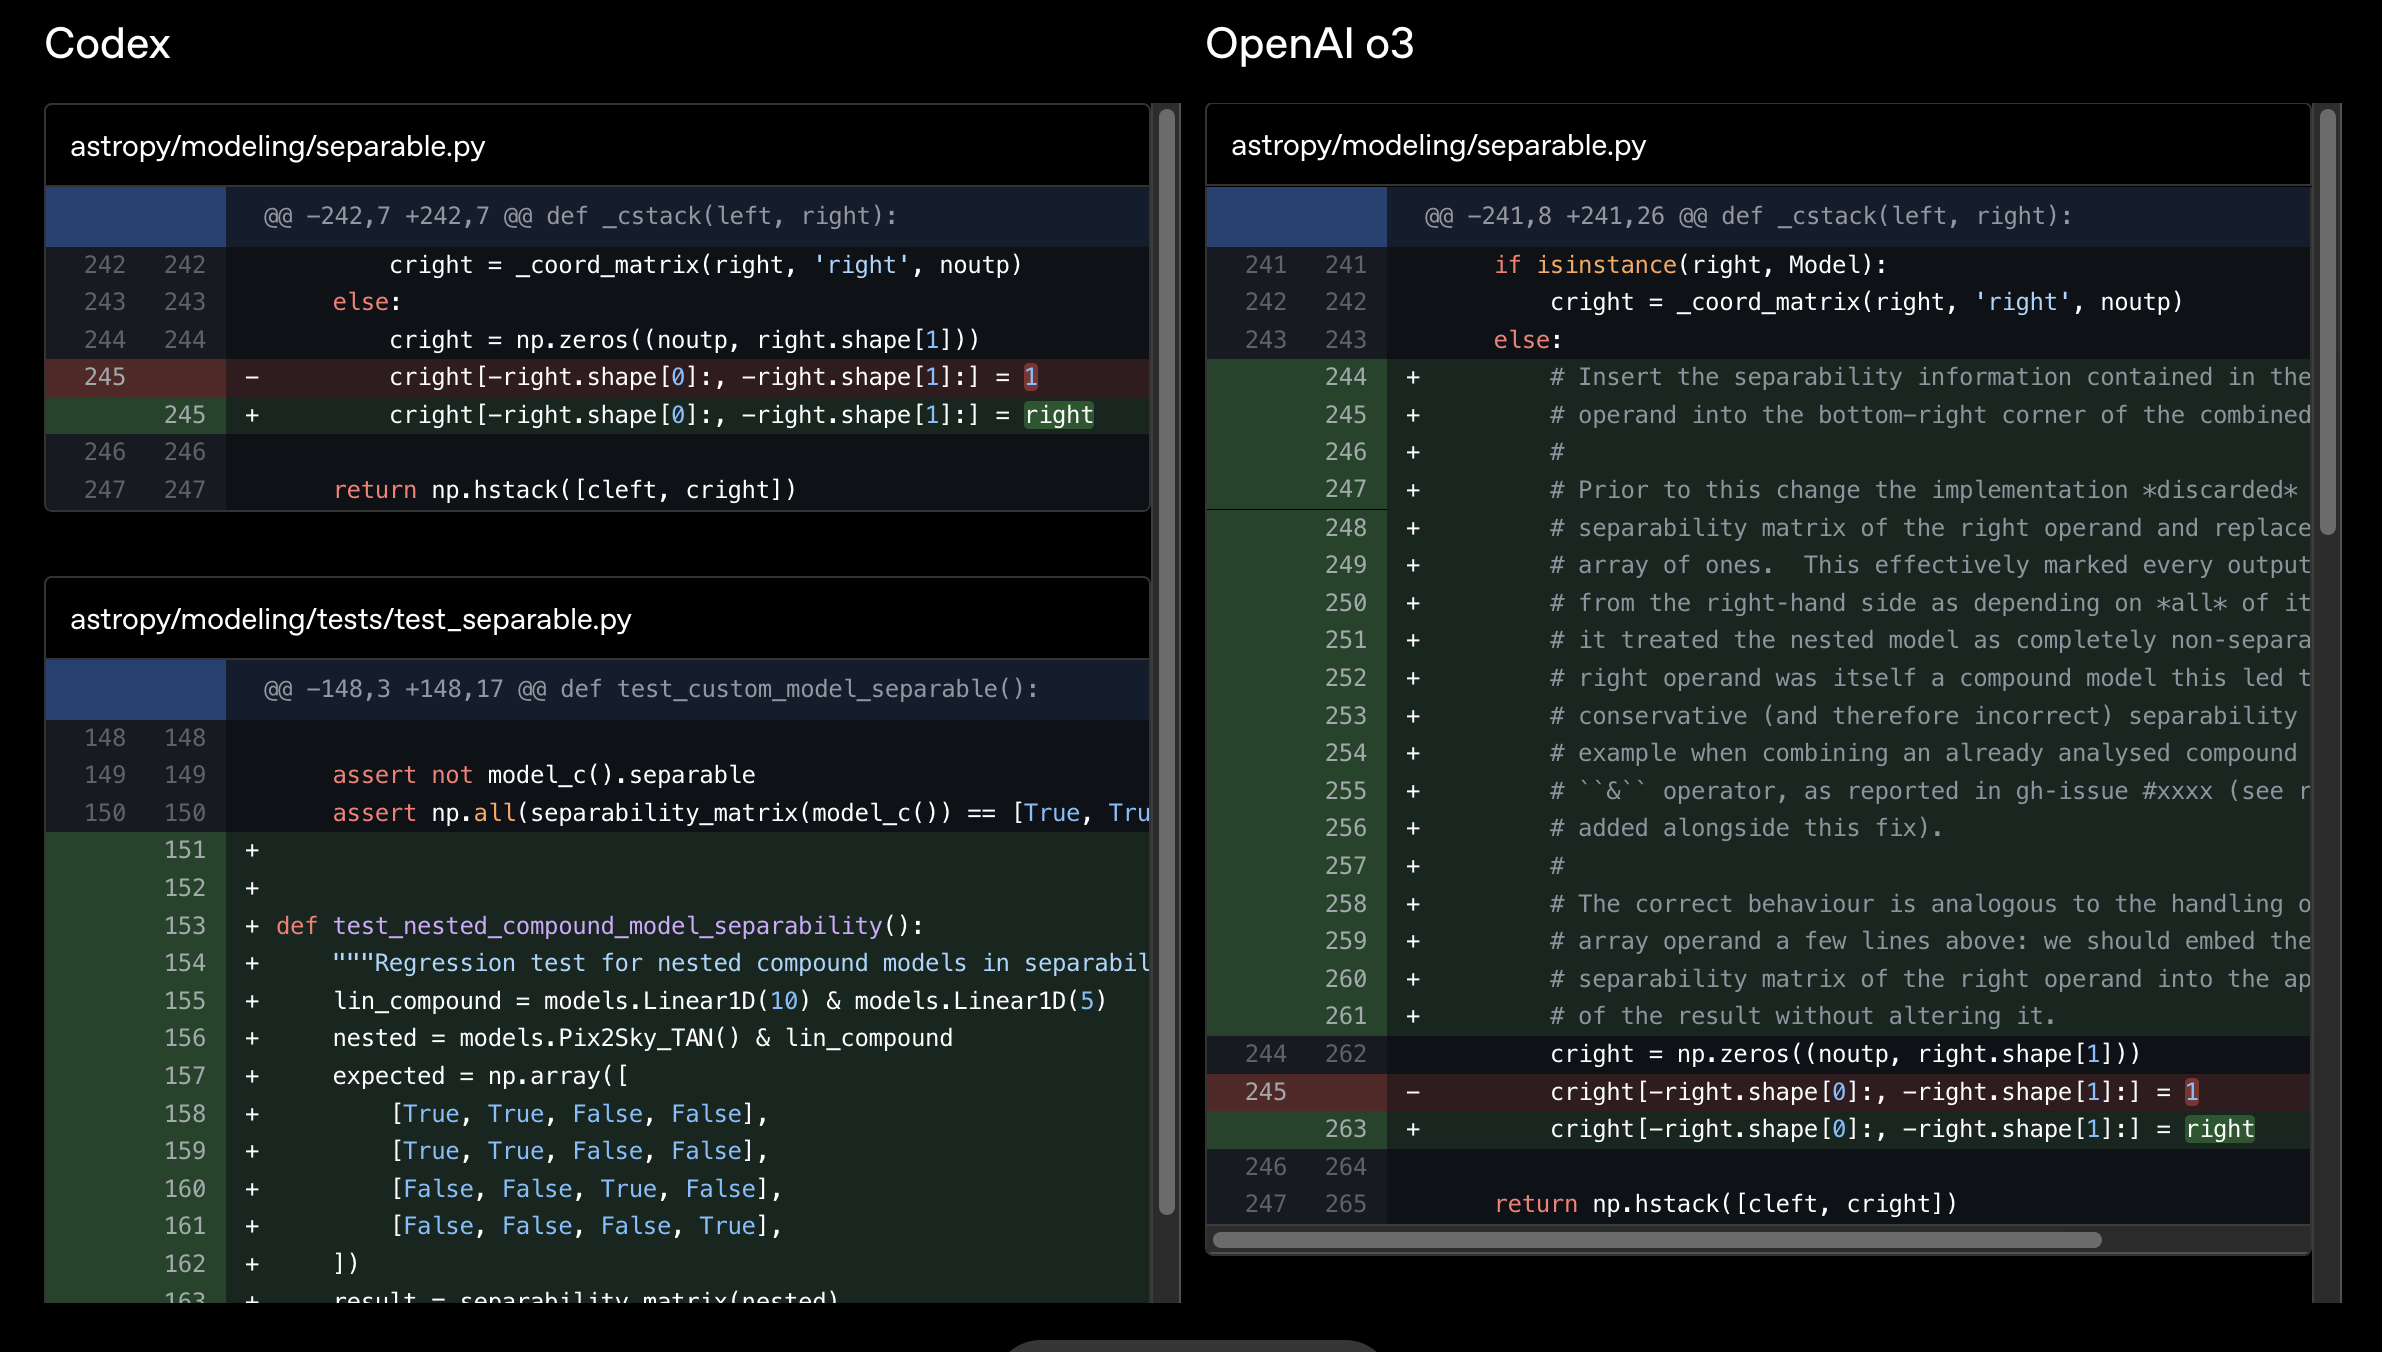 Codex
astropy/modeling/separable.py
@@ -242,7 +242,7 @@ def _cstack(left, right):
242 242 cright = _coord_matrix(right, 'right', noutp)
243 243 else:
244 244 cright = np.zeros((noutp, right.shape[1]))
245 - cright[-right.shape[0]:, -right.shape[1]:] = 1
245 + cright[-right.shape[0]:, -right.shape[1]:] = right
246 246
247 247 return np.hstack([cleft, cright])
astropy/modeling/tests/test_separable.py
@@ -148,3 +148,17 @@ def test_custom_model_separable():
148 148
149 149 assert not model_c().separable
150 150 assert np.all(separability_matrix(model_c()) == [True, Tru
151 +
152 +
153 + def test_nested_compound_model_separability():
154 + """Regression test for nested compound models in separabil
155 + lin_compound = models.Linear1D(10) & models.Linear1D(5)
156 + nested = models.Pix2Sky_TAN() & lin_compound
157 + expected = np.array([
158 + [True, True, False, False],
159 + [True, True, False, False],
160 + [False, False, True, False],
161 + [False, False, False, True],
162 + ])
163 + result = separability_matrix(nested)
OpenAI o3
astropy/modeling/separable.py
@@ -241,8 +241,26 @@ def _cstack(left, right):
241 241 if isinstance(right, Model):
242 242 cright = _coord_matrix(right, 'right', noutp)
243 243 else:
244 + # Insert the separability information contained in the
245 + # operand into the bottom-right corner of the combined
246 + #
247 + # Prior to this change the implementation *discarded*
248 + # separability matrix of the right operand and replace
249 + # array of ones.  This effectively marked every output
250 + # from the right-hand side as depending on *all* of it
251 + # it treated the nested model as completely non-separa
252 + # right operand was itself a compound model this led t
253 + # conservative (and therefore incorrect) separability
254 + # example when combining an already analysed compound
255 + # ``&`` operator, as reported in gh-issue #xxxx (see r
256 + # added alongside this fix).
257 + #
258 + # The correct behaviour is analogous to the handling o
259 + # array operand a few lines above: we should embed the
260 + # separability matrix of the right operand into the ap
261 + # of the result without altering it.
244 262 cright = np.zeros((noutp, right.shape[1]))
245 - cright[-right.shape[0]:, -right.shape[1]:] = 1
263 + cright[-right.shape[0]:, -right.shape[1]:] = right
246 264
247 265 return np.hstack([cleft, cright])